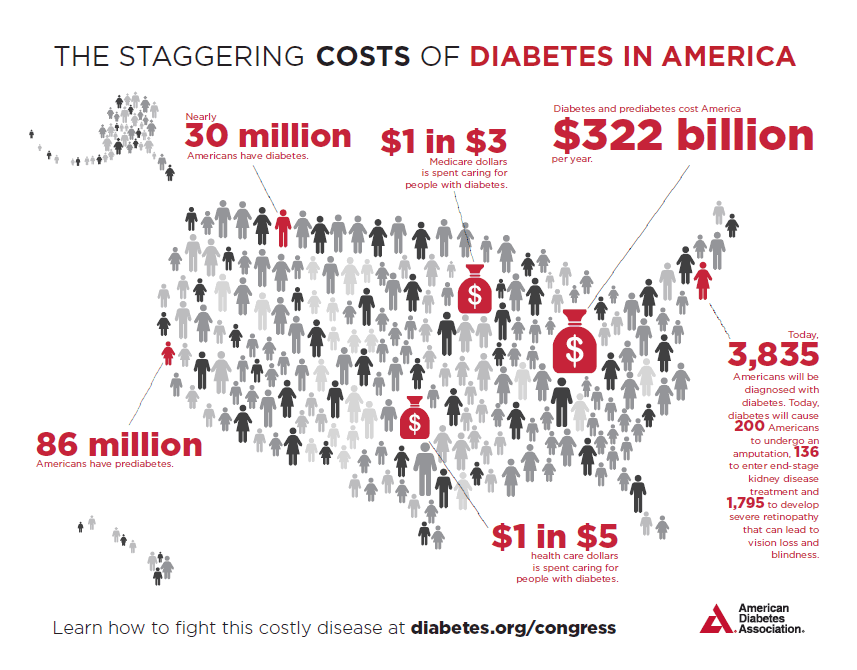 THE STAGGERING COSTS OF DIABETES IN AMERICA
Nearly
30 million
Americans have diabetes.
$1 in $3
Medicare dollars
is spent caring for
people with diabetes.
Diabetes and prediabetes cost America
$322 billion
per year.
Today,
3,835
Americans will be
diagnosed with
diabetes. Today,
diabetes will cause
200 Americans
to undergo an
amputation, 136
to enter end-stage
kidney disease
treatment and
1,795 to develop
severe retinopathy
that can lead to
vision loss and
blindness.
86 million
Americans have prediabetes.
$1 in $5
health care dollars
is spent caring for
people with diabetes.
$
$
$
Learn how to fight this costly disease at diabetes.org/congress
American
Diabetes
Association.